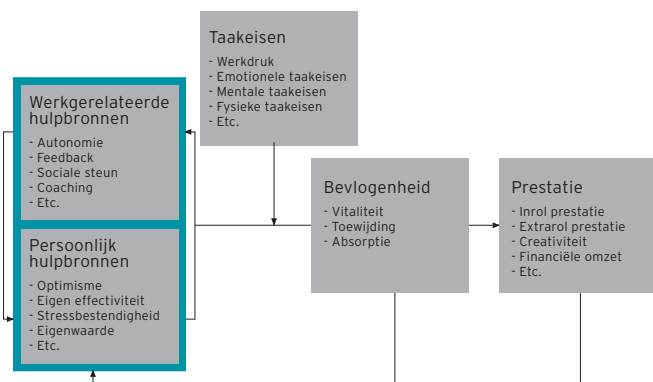 Taakeisen
- Werkdruk
- Emotionele taakeisen
- Mentale taakeisen
- Fysieke taakeisen
- Etc.
Werkgerelateerde
hulpbronnen
- Autonomie
- Feedback
- Sociale steun
- Coaching
- Etc.
Persoonlijk
hulpbronnen
- Optimisme
- Eigen effectiviteit
- Stressbestendigheid
- Eigenwaarde
- Etc.
Bevlogenheid
- Vitaliteit
- Toewijding
- Absorptie
Prestatie
- Inrol prestatie
- Extrarol prestatie
- Creativiteit
- Financiële omzet
- Etc.